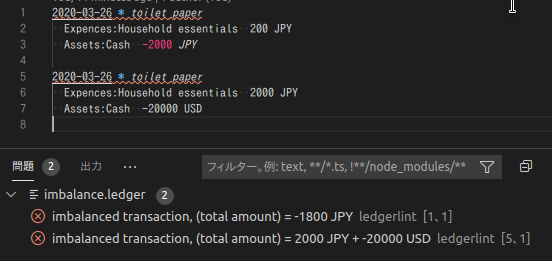 1 2020-03-26 * toilet paper
2 Expences:Household essentials 200 JPY
3 Assets:Cash -2000 JPY
4
5 2020-03-26 * toilet paper
6 Expences:Household essentials 2000 JPY
7 Assets:Cash -20000 USD
8
問題 2 出力 ··· フィルター。例: text, **/*.ts, !**/node_modules/**
imbalance.ledger 2
imbalanced transaction, (total amount) = -1800 JPY ledgerlint [1、1]
imbalanced transaction, (total amount) = 2000 JPY + -20000 USD ledgerlint [5、1]